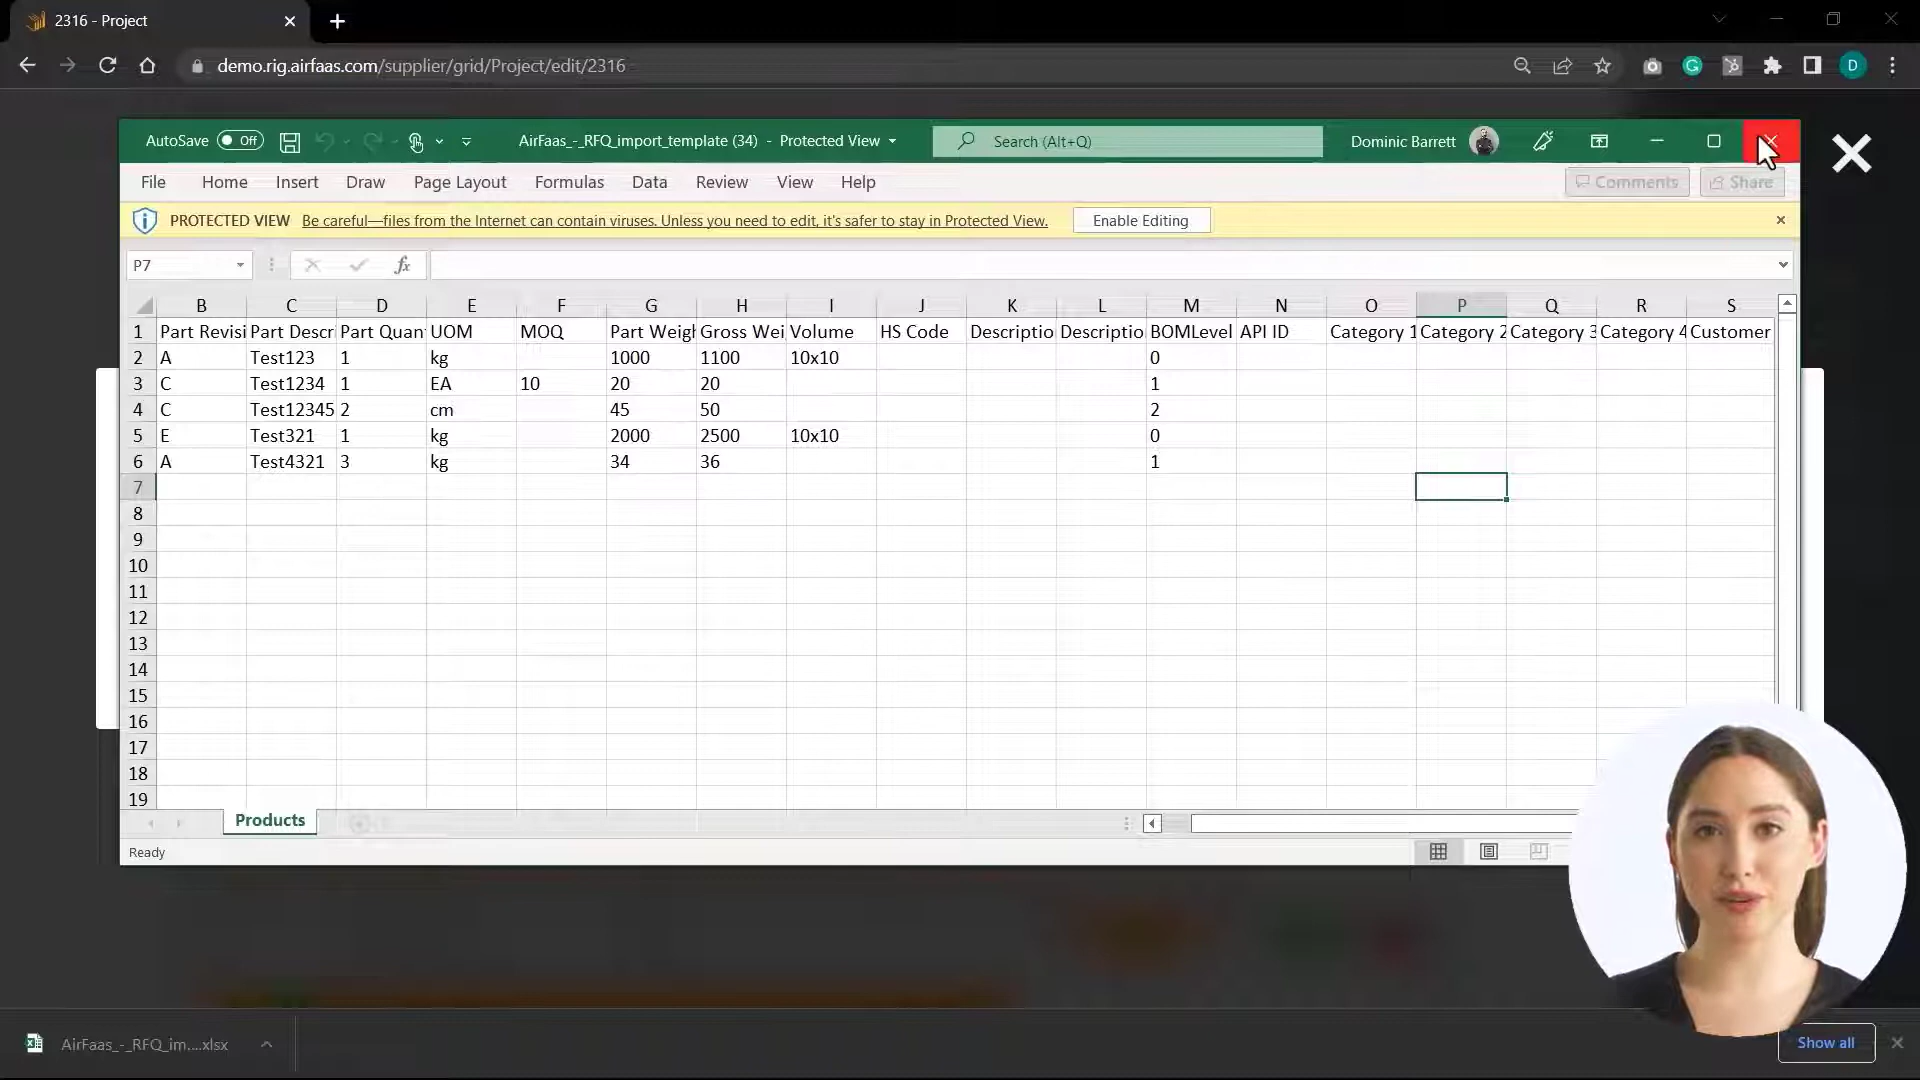 2316 - Project
demo.rig.airfaas.com/supplier/grid/Project/edit/2316
D
AutoSave Off AirFaas_-_RFQ_import_template (34) - Protected View Search (Alt+Q) Dominic Barrett
File Home Insert Draw Page Layout Formulas Data Review View Help Comments Share
PROTECTED VIEW Be careful—files from the Internet can contain viruses. Unless you need to edit, it's safer to stay in Protected View. Enable Editing
P7 fx
B C D E F G H I J K L M N O P Q R S
1 Part Revisi Part Descri Part Quan UOM MOQ Part Weigh Gross Wei Volume HS Code Descriptio Descriptio BOMLevel API ID Category 1 Category 2 Category 3 Category 4 Customer
2 A Test123 1 kg 1000 1100 10x10 0
3 C Test1234 1 EA 10 20 20 1
4 C Test12345 2 cm 45 50 2
5 E Test321 1 kg 2000 2500 10x10 0
6 A Test4321 3 kg 34 36 1
7
8
9
10
11
12
13
14
15
16
17
18
19
Products
Ready
AirFaas_-_RFQ_im....xlsx Show all